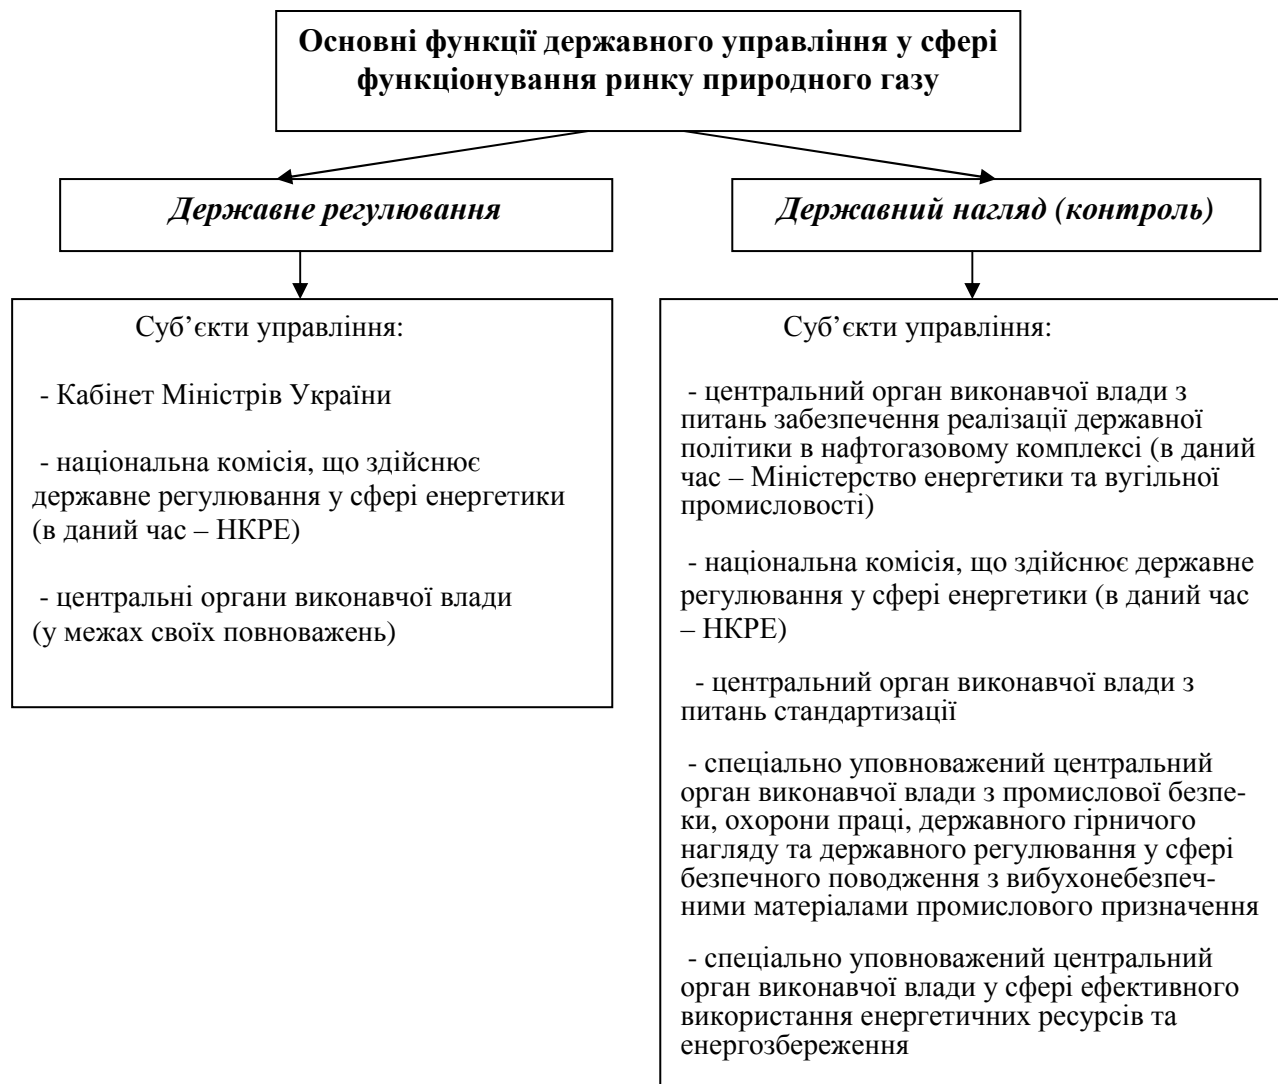 Основні функції державного управління у сфері
функціонування ринку природного газу
Державне регулювання
Державний нагляд (контроль)
Суб’єкти управління:
- Кабінет Міністрів України
- національна комісія, що здійснює
державне регулювання у сфері енергетики
(в даний час – НКРЕ)
- центральні органи виконавчої влади
(у межах своїх повноважень)
Суб’єкти управління:
- центральний орган виконавчої влади з
питань забезпечення реалізації державної
політики в нафтогазовому комплексі (в даний
час – Міністерство енергетики та вугільної
промисловості)
- національна комісія, що здійснює державне
регулювання у сфері енергетики (в даний час
– НКРЕ)
- центральний орган виконавчої влади з
питань стандартизації
- спеціально уповноважений центральний
орган виконавчої влади з промислової безпе-
ки, охорони праці, державного гірничого
нагляду та державного регулювання у сфері
безпечного поводження з вибухонебезпеч-
ними матеріалами промислового призначення
- спеціально уповноважений центральний
орган виконавчої влади у сфері ефективного
використання енергетичних ресурсів та
енергозбереження